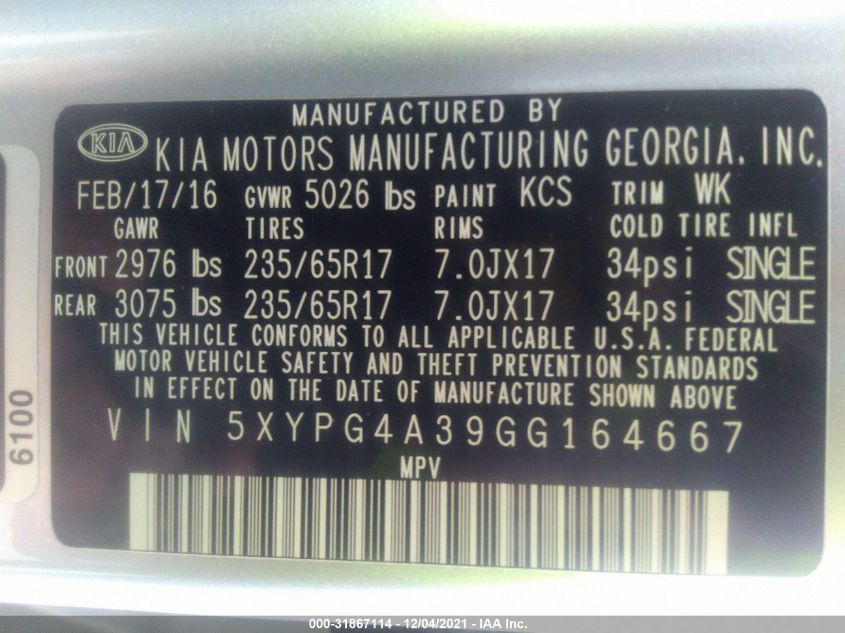 MANUFACTURED BY
KIA KIA MOTORS MANUFACTURING GEORGIA, INC.
FEB/17/16 GVWR 5026 lbs PAINT KCS TRIM WK
GAWR TIRES RIMS COLD TIRE INFL
FRONT 2976 lbs 235/65R17 7.0JX17 34psi SINGLE
REAR 3075 lbs 235/65R17 7.0JX17 34psi SINGLE
THIS VEHICLE CONFORMS TO ALL APPLICABLE U.S.A. FEDERAL
MOTOR VEHICLE SAFETY AND THEFT PREVENTION STANDARDS
IN EFFECT ON THE DATE OF MANUFACTURE SHOWN ABOVE
VIN 5XYPG4A39GG164667
MPV
6100
000-31867114 - 12/04/2021 - IAA Inc.